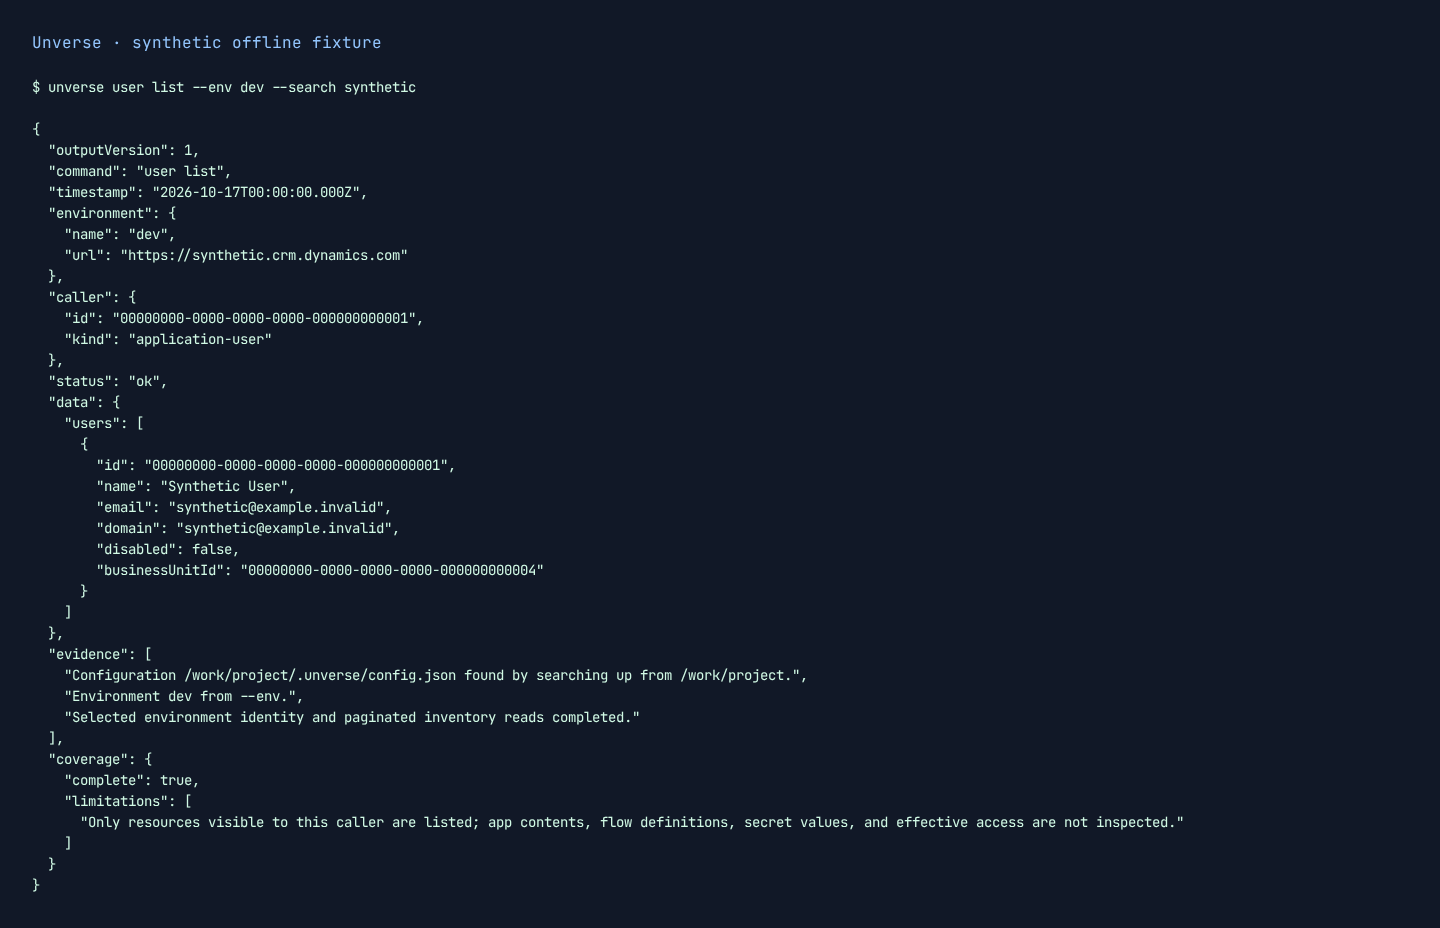 Unverse · synthetic offline fixture
$ unverse user list --env dev --search synthetic
{
  "outputVersion": 1,
  "command": "user list",
  "timestamp": "2026-10-17T00:00:00.000Z",
  "environment": {
    "name": "dev",
    "url": "https://synthetic.crm.dynamics.com"
  },
  "caller": {
    "id": "00000000-0000-0000-0000-000000000001",
    "kind": "application-user"
  },
  "status": "ok",
  "data": {
    "users": [
      {
        "id": "00000000-0000-0000-0000-000000000001",
        "name": "Synthetic User",
        "email": "synthetic@example.invalid",
        "domain": "synthetic@example.invalid",
        "disabled": false,
        "businessUnitId": "00000000-0000-0000-0000-000000000004"
      }
    ]
  },
  "evidence": [
    "Configuration /work/project/.unverse/config.json found by searching up from /work/project.",
    "Environment dev from --env.",
    "Selected environment identity and paginated inventory reads completed."
  ],
  "coverage": {
    "complete": true,
    "limitations": [
      "Only resources visible to this caller are listed; app contents, flow definitions, secret values, and effective access are not inspected."
    ]
  }
}